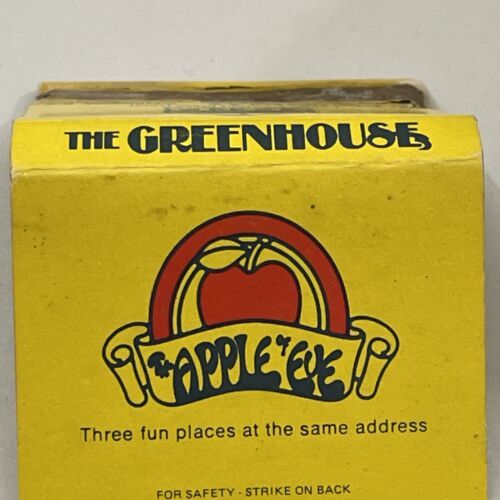 THE GREENHOUSE,
THE APPLE & EVE
Three fun places at the same address
FOR SAFETY - STRIKE ON BACK